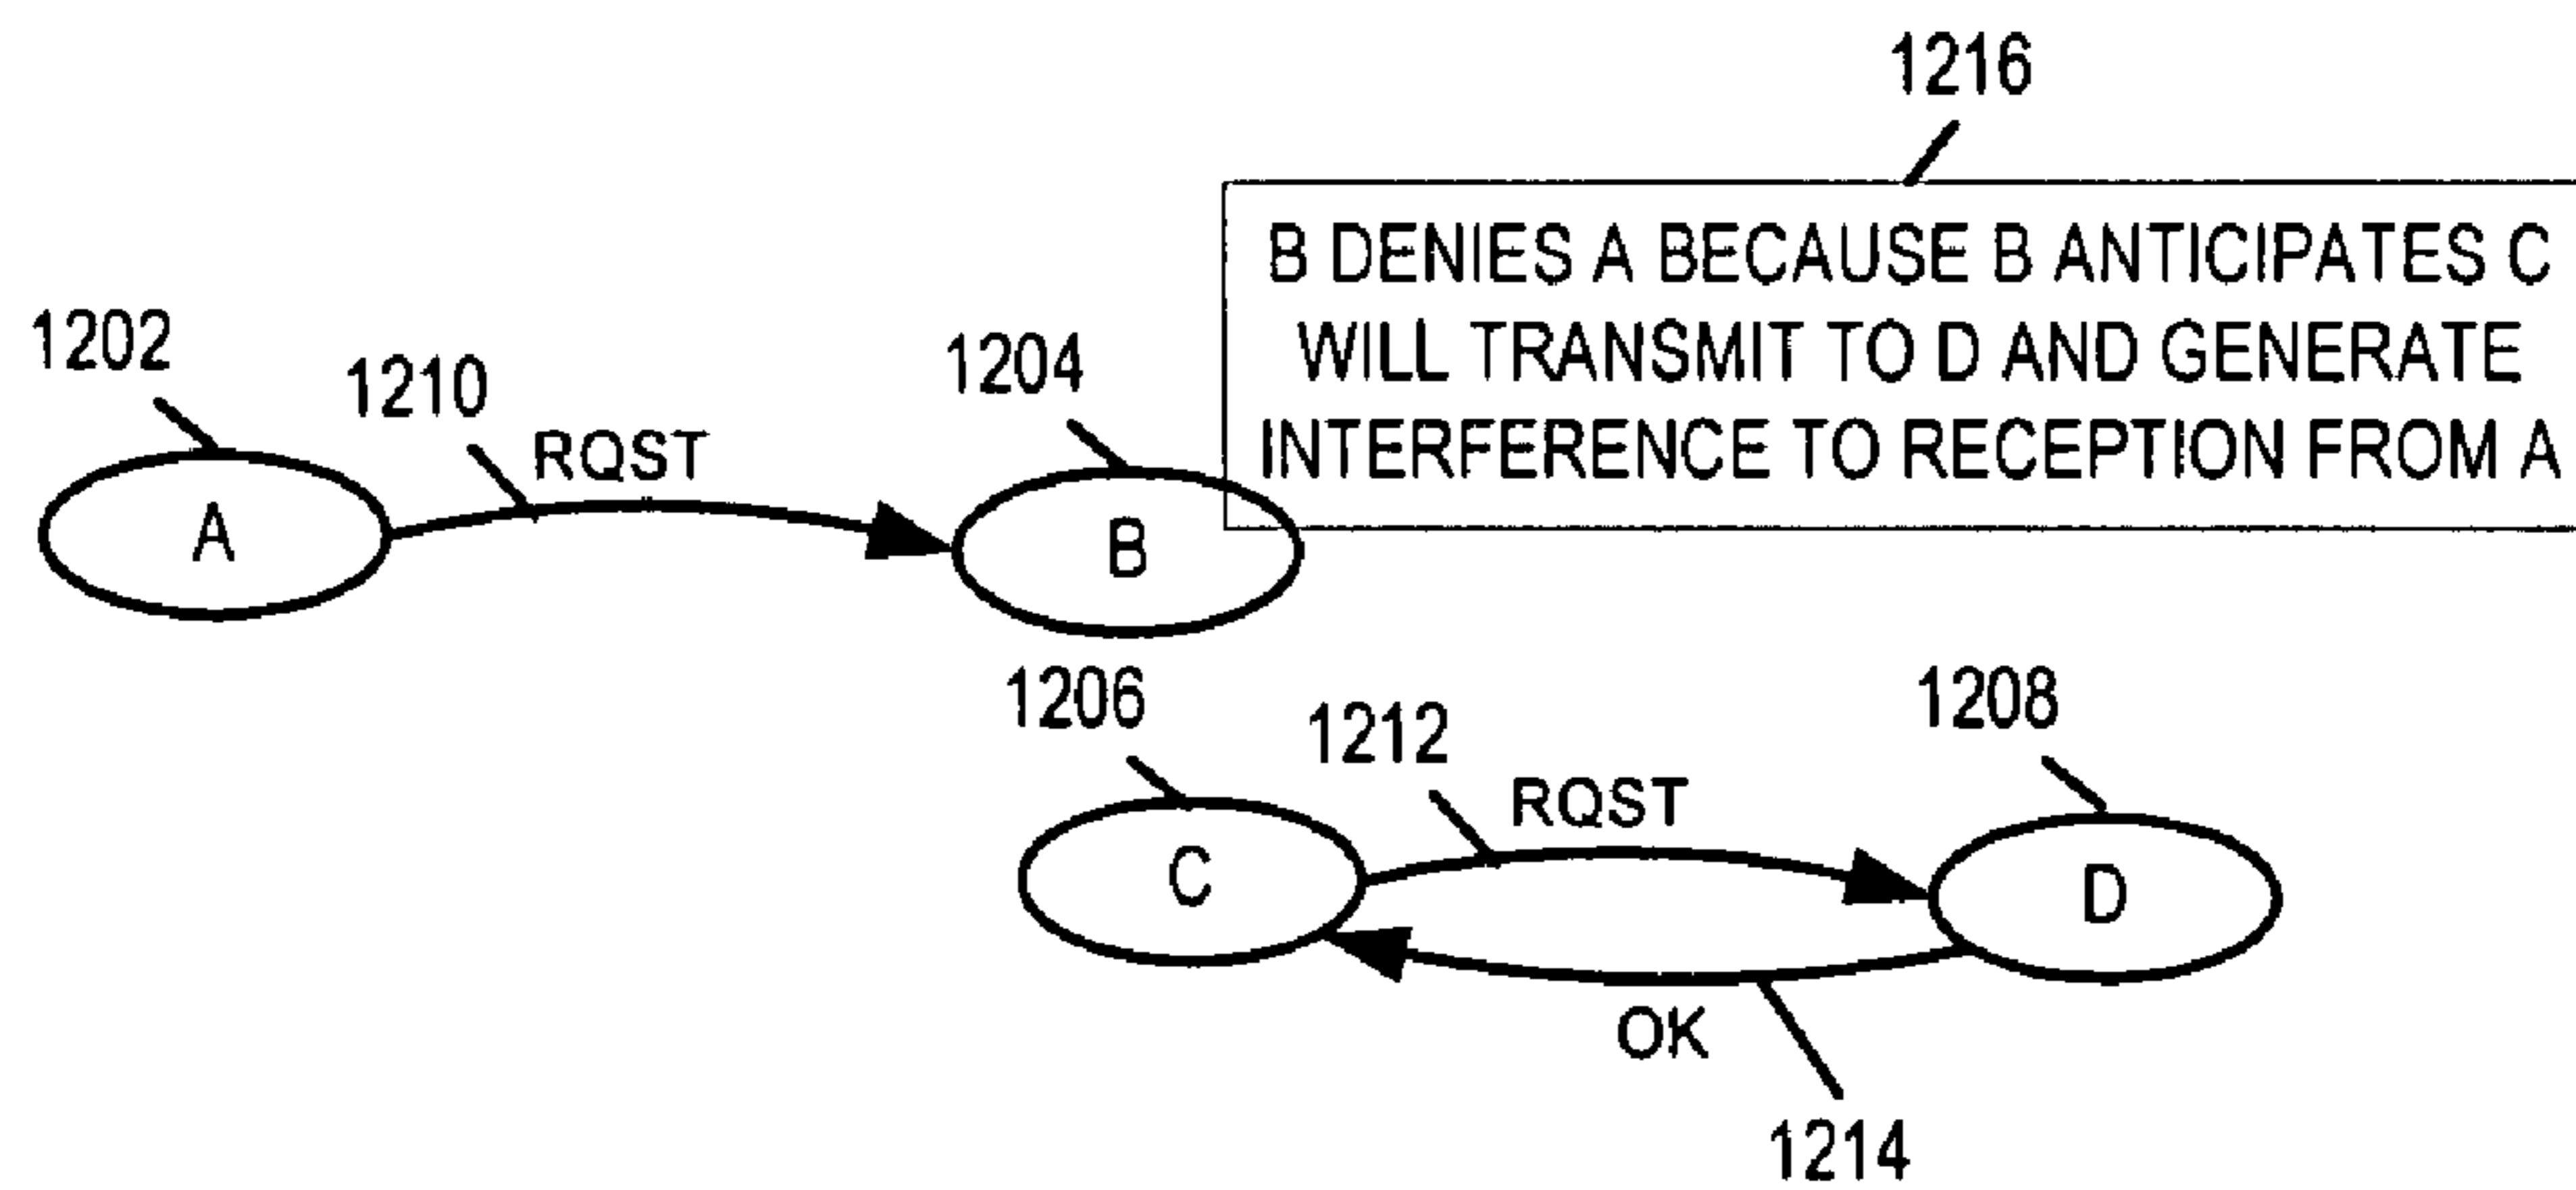 1216
B DENIES A BECAUSE B ANTICIPATES C
WILL TRANSMIT TO D AND GENERATE
INTERFERENCE TO RECEPTION FROM A
1202
1210
RQST
1204
A
B
1206
1212
RQST
1208
C
D
OK
1214